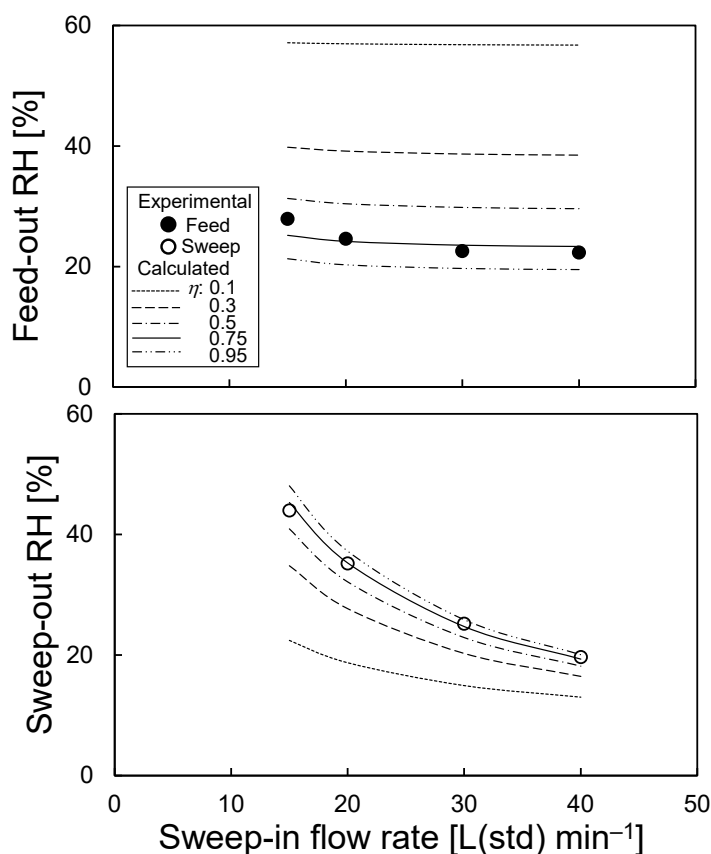 60
40
20
0
Feed-out RH [%]
Experimental
Feed
Sweep
Calculated
η: 0.1
0.3
0.5
0.75
0.95
60
40
20
0
Sweep-out RH [%]
0 10 20 30 40 50
Sweep-in flow rate [L(std) min⁻¹]